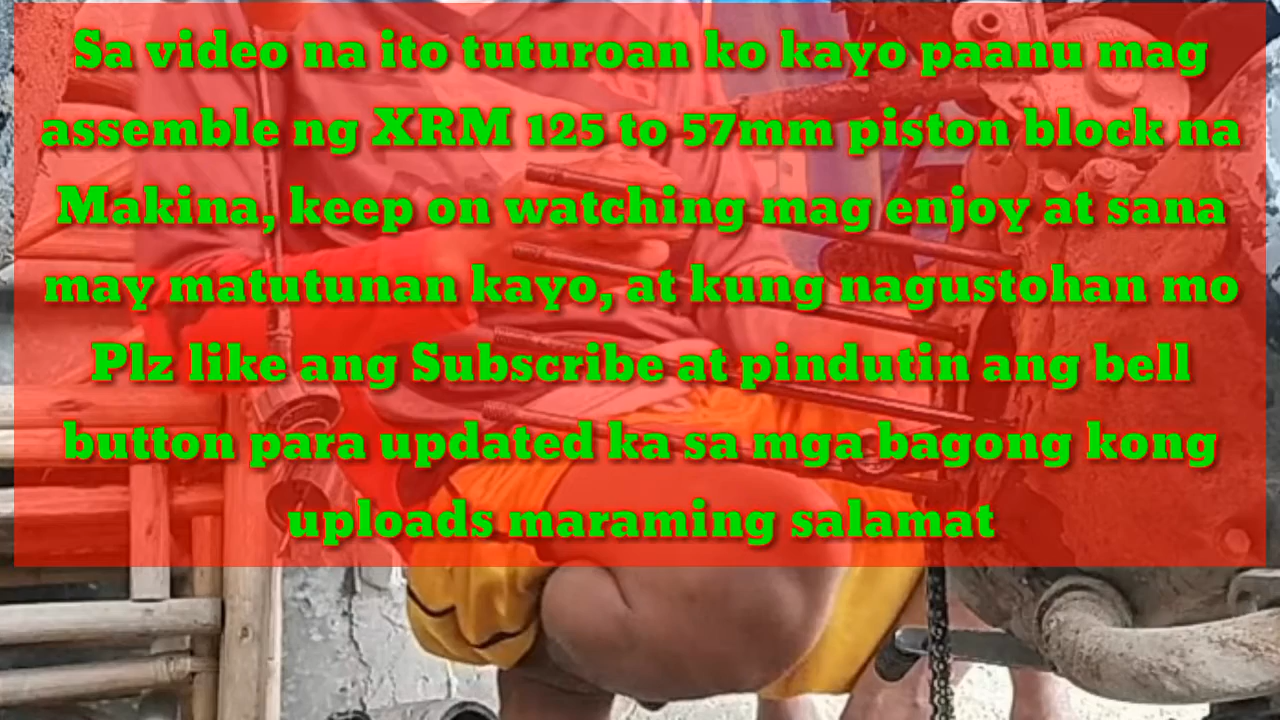 Sa video na ito tuturoan ko kayo paanu mag
assemble ng XRM 125 to 57mm piston block na
Makina, keep on watching mag enjoy at sana
may matutunan kayo, at kung nagustohan mo
Plz like ang Subscribe at pindutin ang bell
button para updated ka sa mga bagong kong
uploads maraming salamat